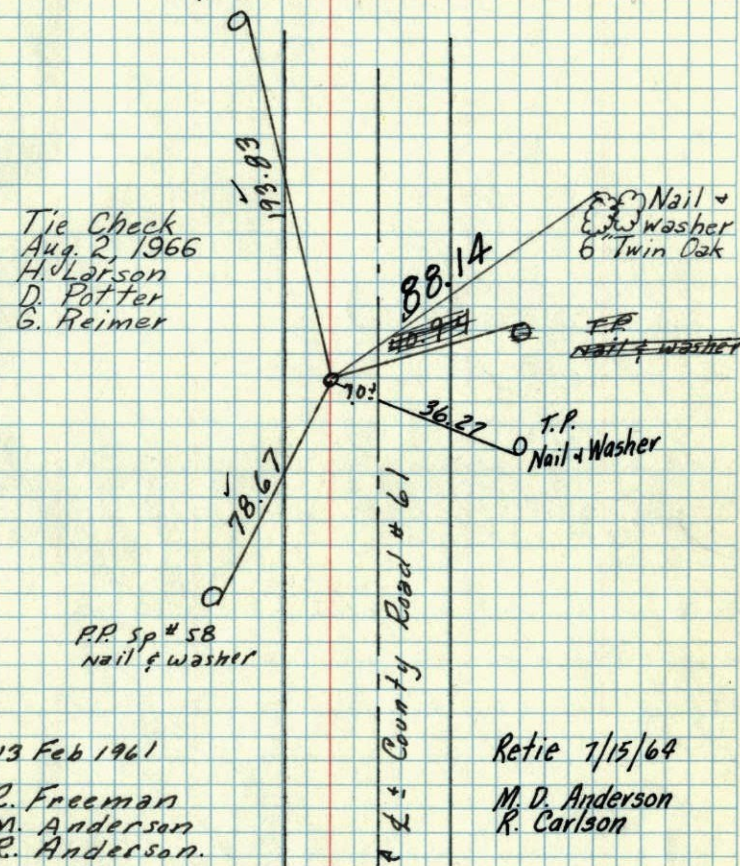 193.83
Tie Check
Aug. 2, 1966
H. Larson
D. Potter
G. Reimer
Nail &
washer
6" Twin Oak
88.14
40.94
T.P.
Nail & washer
7.0±
36.27
T.P.
Nail & Washer
78.67
P.P. Sp # 58
Nail & washer
℄ ± County Road # 61
13 Feb 1961
Freeman
Anderson
R. Anderson.
Retie 7/15/64
M. D. Anderson
R. Carlson